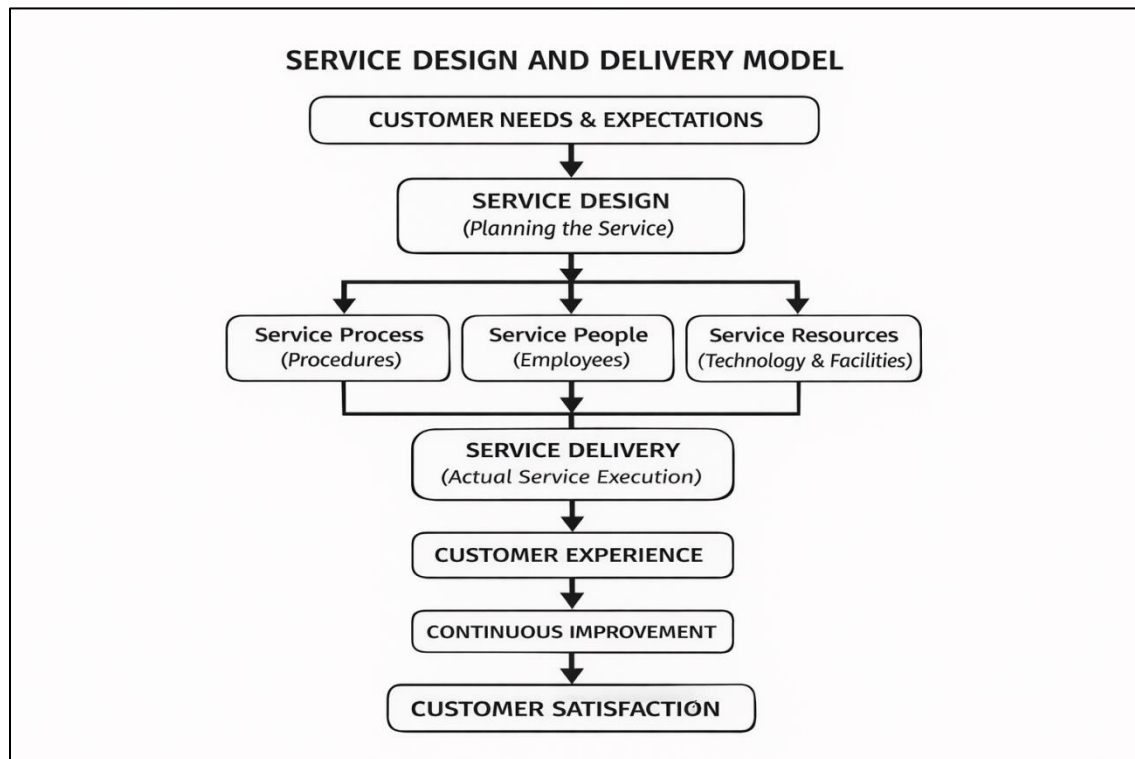 SERVICE DESIGN AND DELIVERY MODEL
CUSTOMER NEEDS & EXPECTATIONS
SERVICE DESIGN
(Planning the Service)
Service Process
(Procedures)
Service People
(Employees)
Service Resources
(Technology & Facilities)
SERVICE DELIVERY
(Actual Service Execution)
CUSTOMER EXPERIENCE
CONTINUOUS IMPROVEMENT
CUSTOMER SATISFACTION